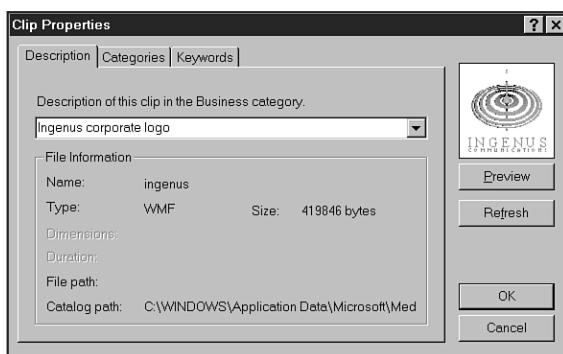 Clip Properties
? ×
Description Categories Keywords
Description of this clip in the Business category.
Ingenus corporate logo
File Information
Name: ingenus
Type: WMF Size: 419846 bytes
Dimensions:
Duration:
File path:
Catalog path: C:\WINDOWS\Application Data\Microsoft\Med
INGENUS
COMMUNICATIONS
Preview
Refresh
OK
Cancel